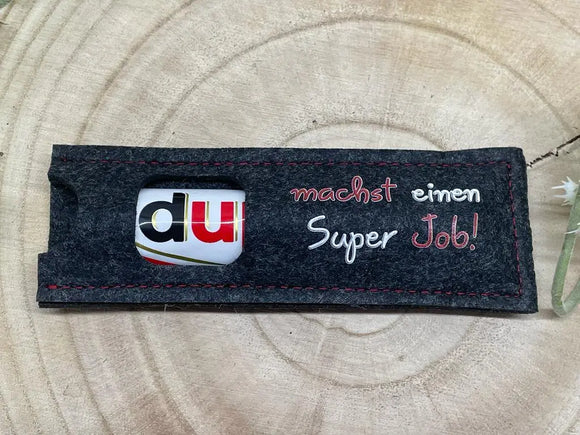 du machst einen
Super Job!